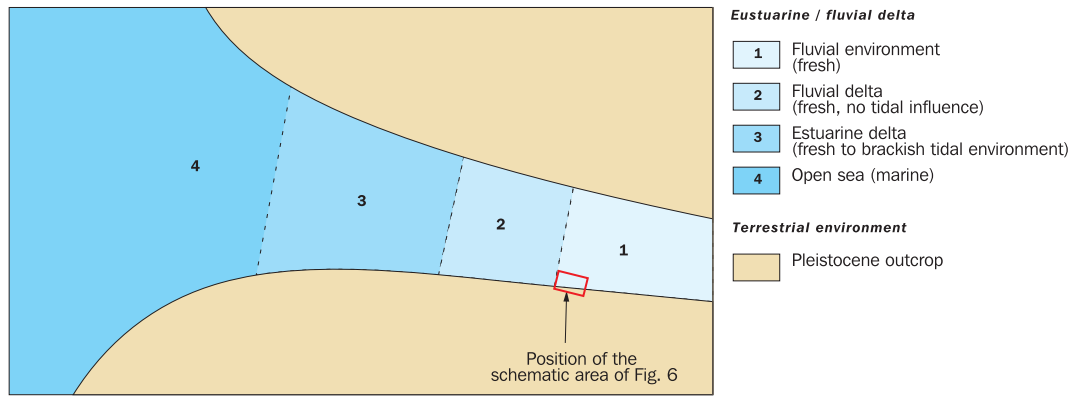 4
3
2
1
Position of the
schematic area of Fig. 6
Eustuarine / fluvial delta
1 Fluvial environment
(fresh)
2 Fluvial delta
(fresh, no tidal influence)
3 Estuarine delta
(fresh to brackish tidal environment)
4 Open sea (marine)
Terrestrial environment
Pleistocene outcrop